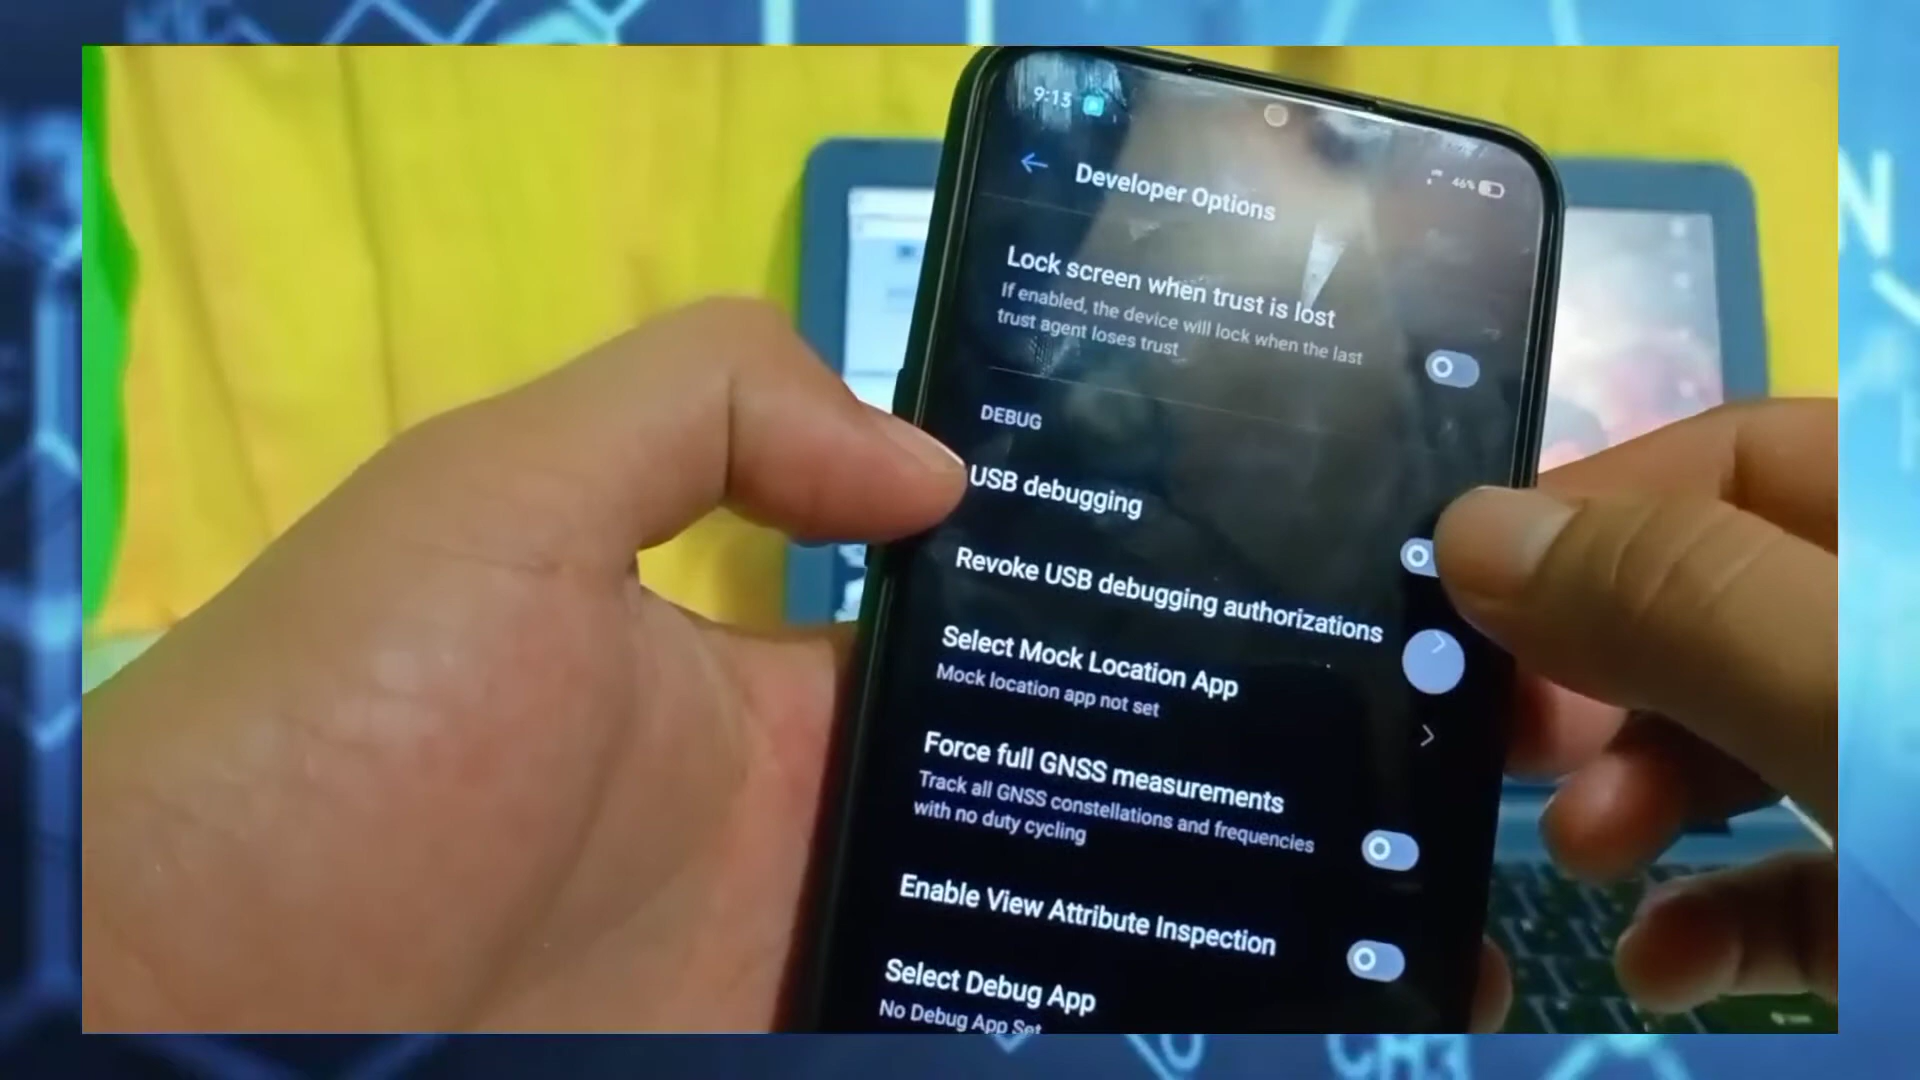 9:13
46%
Developer Options
Lock screen when trust is lost
If enabled, the device will lock when the last
trust agent loses trust
DEBUG
USB debugging
Revoke USB debugging authorizations
Select Mock Location App
Mock location app not set
Force full GNSS measurements
Track all GNSS constellations and frequencies
with no duty cycling
Enable View Attribute Inspection
Select Debug App
No Debug App Set
N
CH3